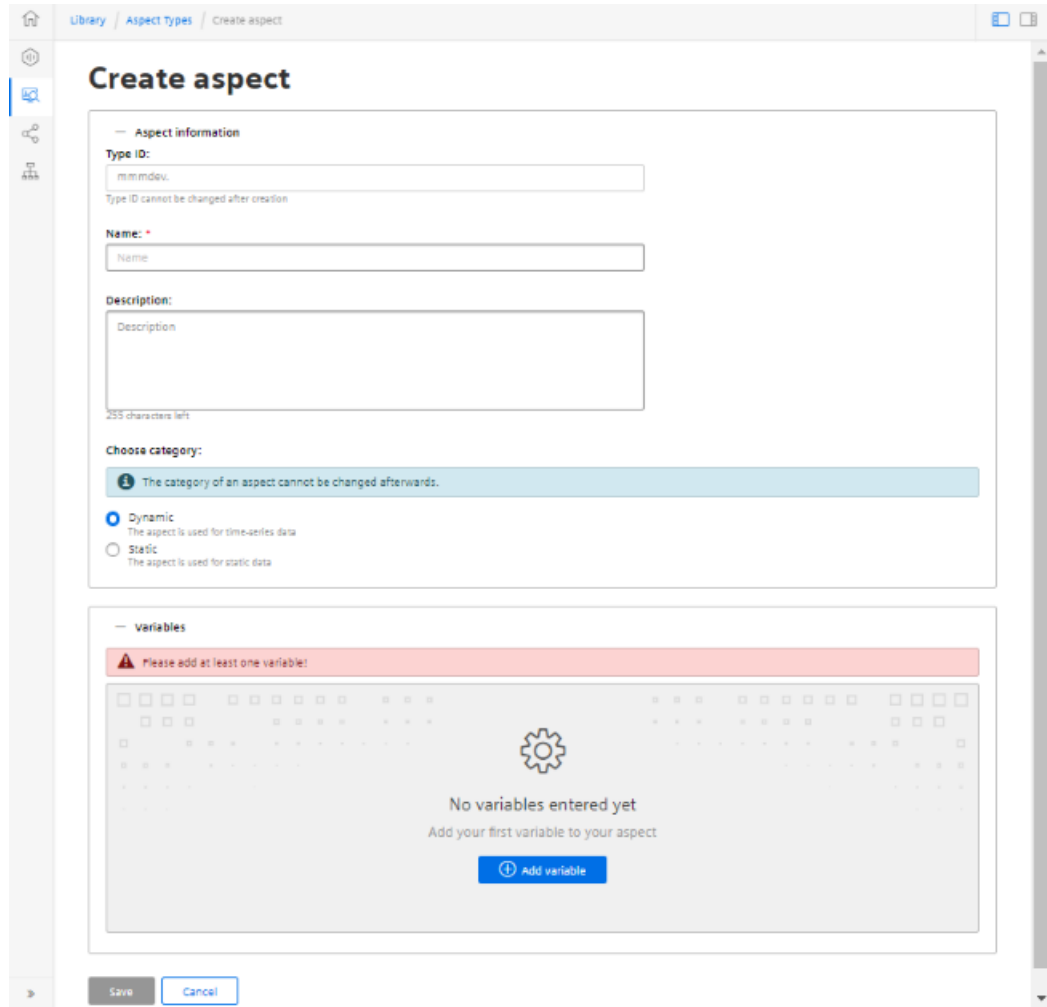 Library / Aspect Types / Create aspect
Create aspect
Aspect information
Type ID:
mmmdev.
Type ID cannot be changed after creation
Name: *
Name
Description:
Description
255 characters left
Choose category:
The category of an aspect cannot be changed afterwards.
Dynamic
The aspect is used for time-series data
Static
The aspect is used for static data
Variables
Please add at least one variable!
No variables entered yet
Add your first variable to your aspect
Add variable
Save
Cancel